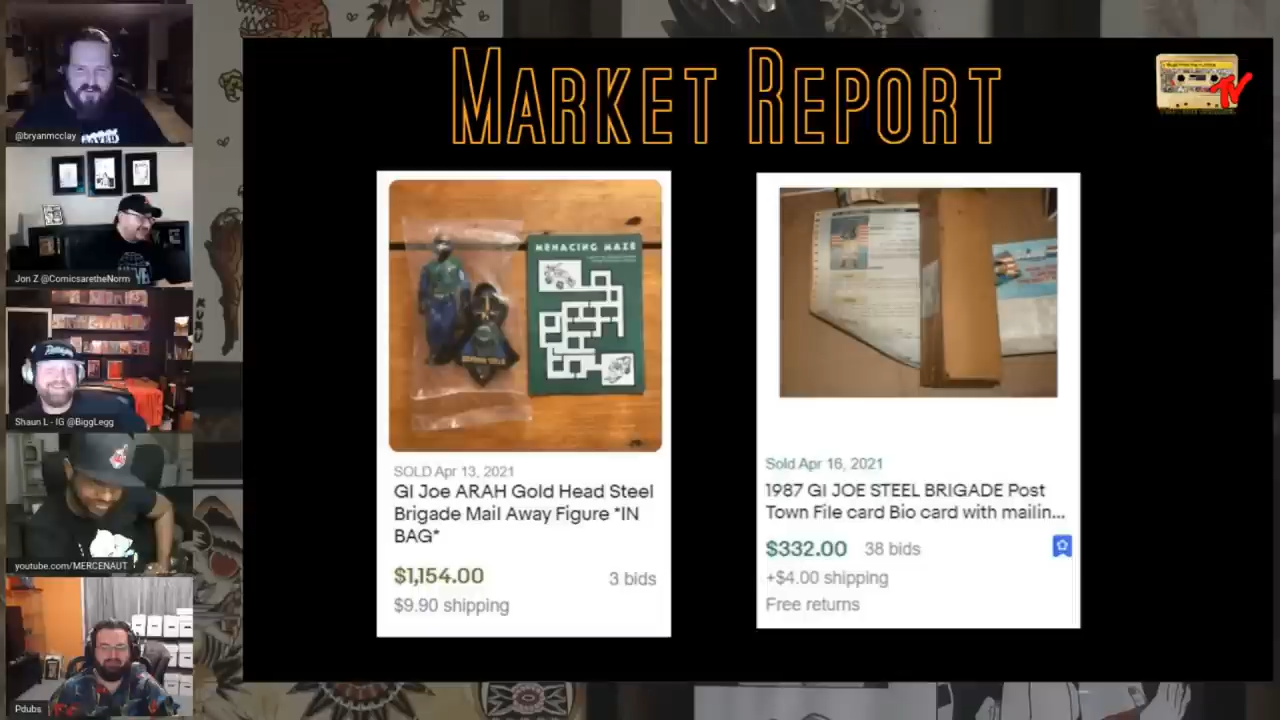 MARKET REPORT
TV
@bryanmcclay
Jon Z @ComicsaretheNorm
Shaun L - IG @BiggLegg
youtube.com/MERCENAUT
Pdubs
MENACING MAZE
SOLD Apr 13, 2021
GI Joe ARAH Gold Head Steel
Brigade Mail Away Figure *IN
BAG*
$1,154.00
3 bids
$9.90 shipping
Sold Apr 16, 2021
1987 GI JOE STEEL BRIGADE Post
Town File card Bio card with mailin...
$332.00
38 bids
+$4.00 shipping
Free returns